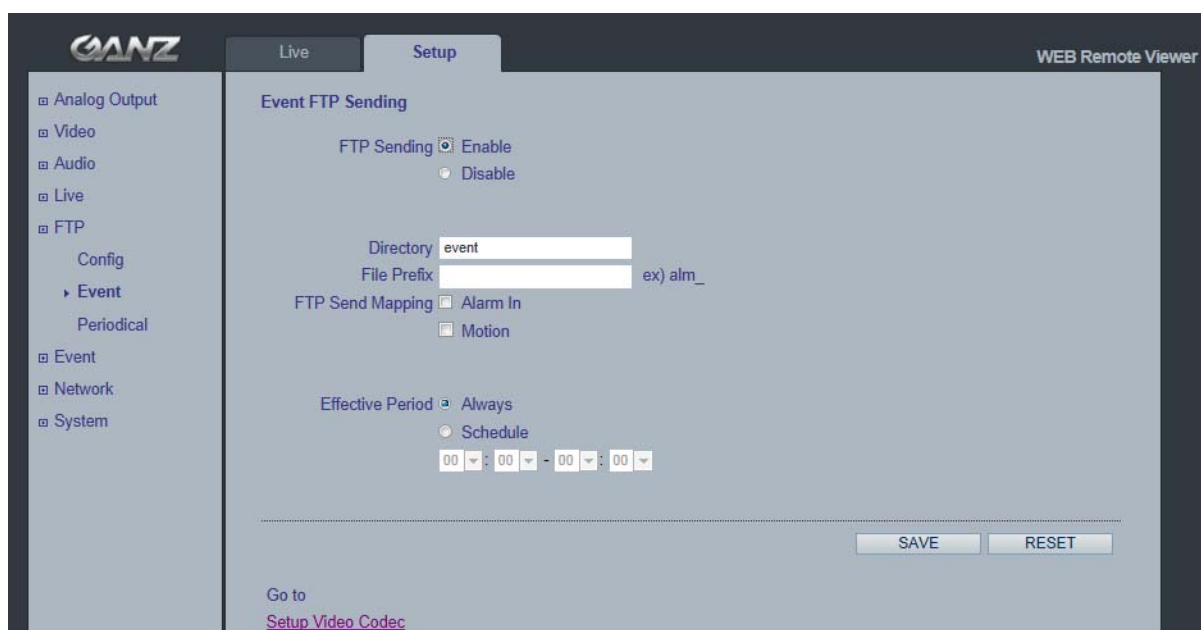 GANZ
Live
Setup
WEB Remote Viewer
Analog Output
Video
Audio
Live
FTP
Config
Event
Periodical
Event
Network
System
Event FTP Sending
FTP Sending Enable
Disable
Directory event
File Prefix ex) alm_
FTP Send Mapping Alarm In
Motion
Effective Period Always
Schedule
00 : 00 - 00 : 00
SAVE RESET
Go to
Setup Video Codec